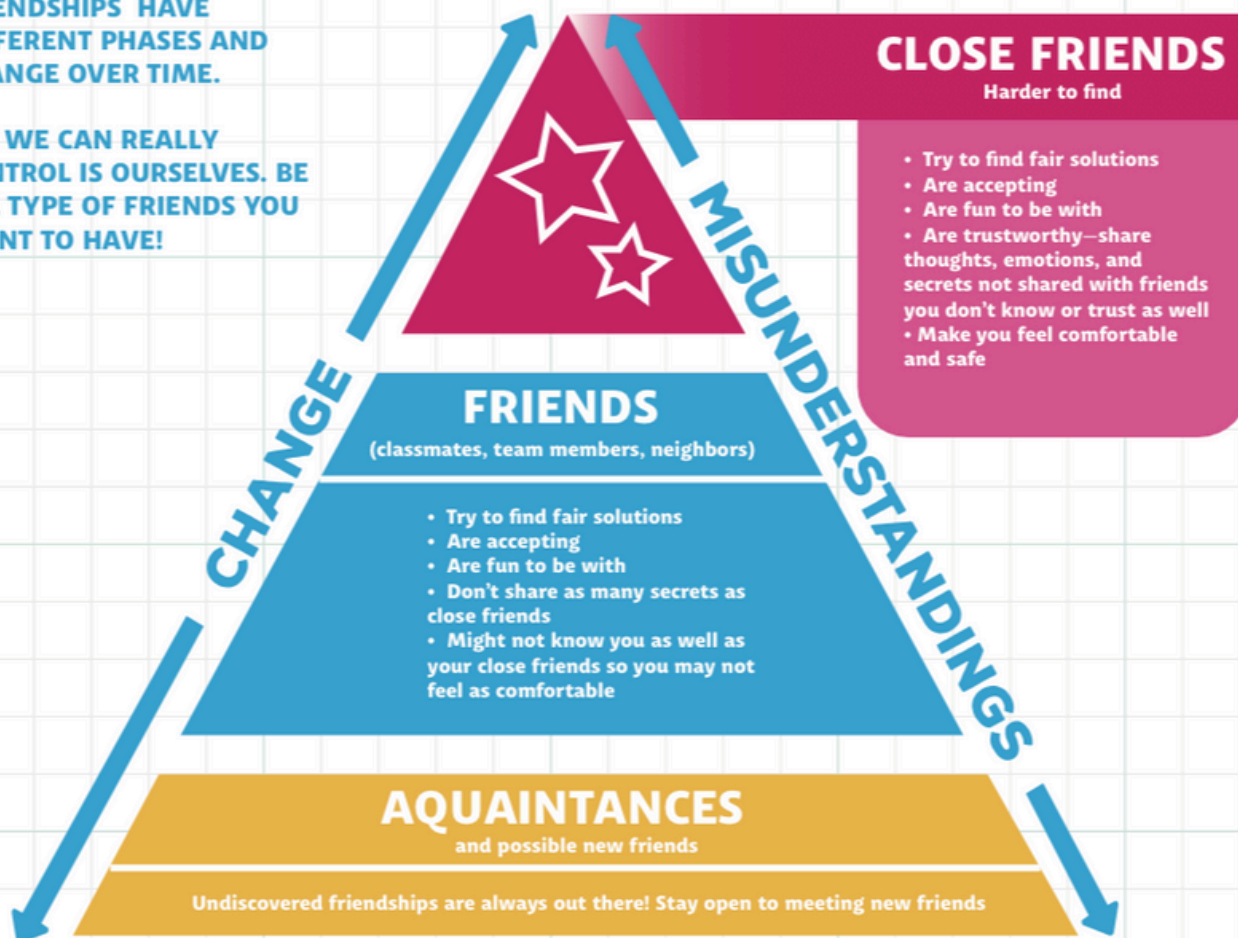 ENDSHIPS HAVE
FERENT PHASES AND
ANGE OVER TIME.
WE CAN REALLY
NTROL IS OURSELVES. BE
TYPE OF FRIENDS YOU
NT TO HAVE!
CLOSE FRIENDS
Harder to find
• Try to find fair solutions
• Are accepting
• Are fun to be with
• Are trustworthy—share
thoughts, emotions, and
secrets not shared with friends
you don't know or trust as well
• Make you feel comfortable
and safe
CHANGE
MISUNDERSTANDINGS
FRIENDS
(classmates, team members, neighbors)
• Try to find fair solutions
• Are accepting
• Are fun to be with
• Don't share as many secrets as
close friends
• Might not know you as well as
your close friends so you may not
feel as comfortable
AQUAINTANCES
and possible new friends
Undiscovered friendships are always out there! Stay open to meeting new friends